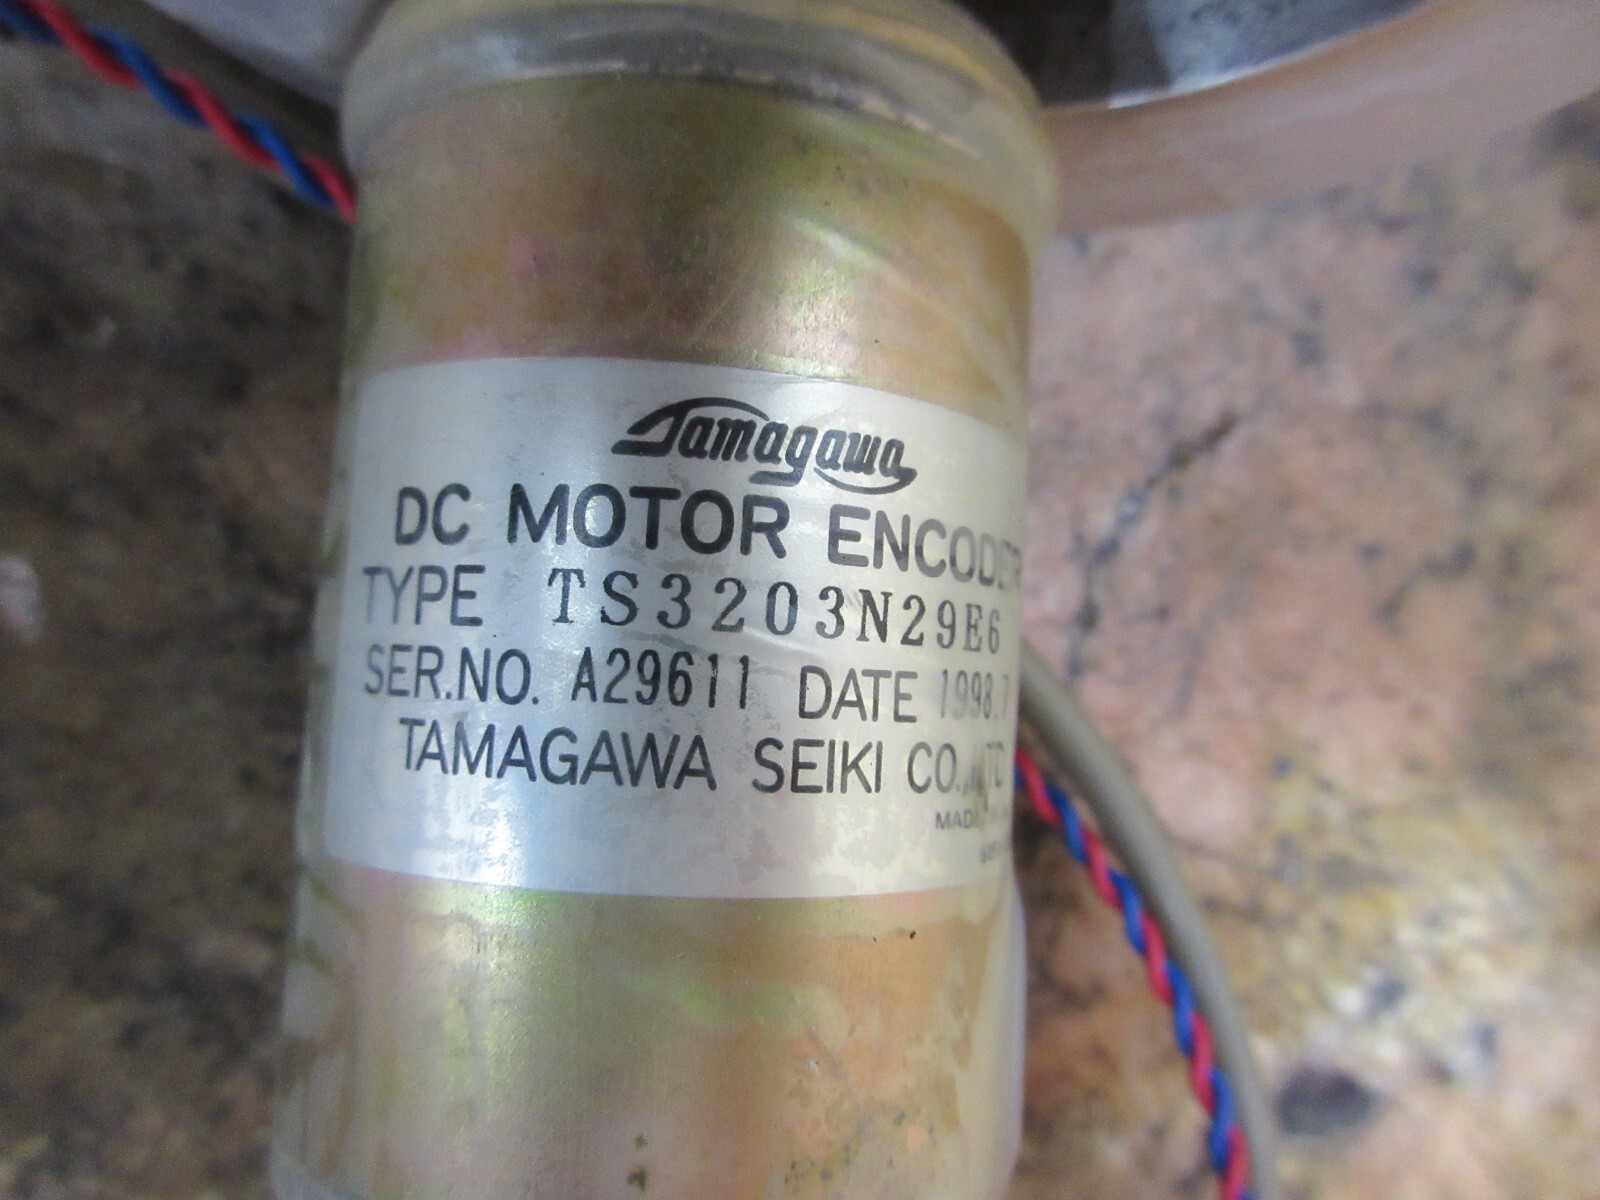 Tamagawa
DC MOTOR ENCODER
TYPE TS3203N29E6
SER.NO. A29611 DATE 1998.7
TAMAGAWA SEIKI CO.,LTD